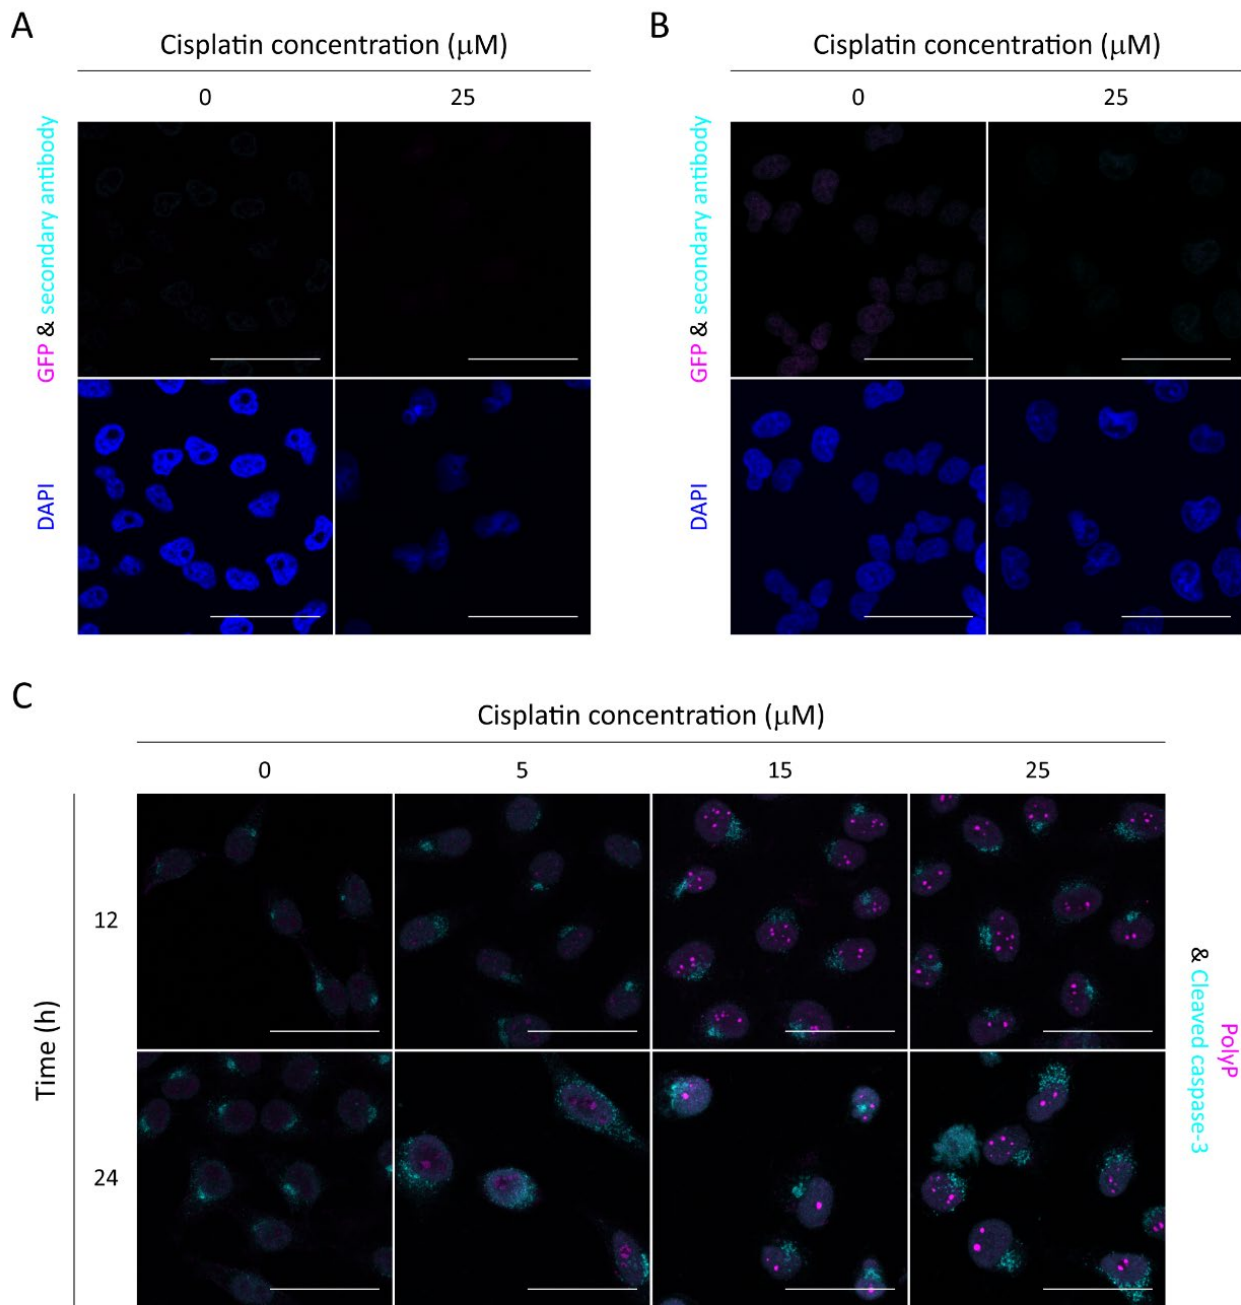 A
Cisplatin concentration (μM)
0
25
GFP & secondary antibody
DAPI
B
Cisplatin concentration (μM)
0
25
GFP & secondary antibody
DAPI
C
Cisplatin concentration (μM)
0
5
15
25
Time (h)
12
24
PolyP
& Cleaved caspase-3